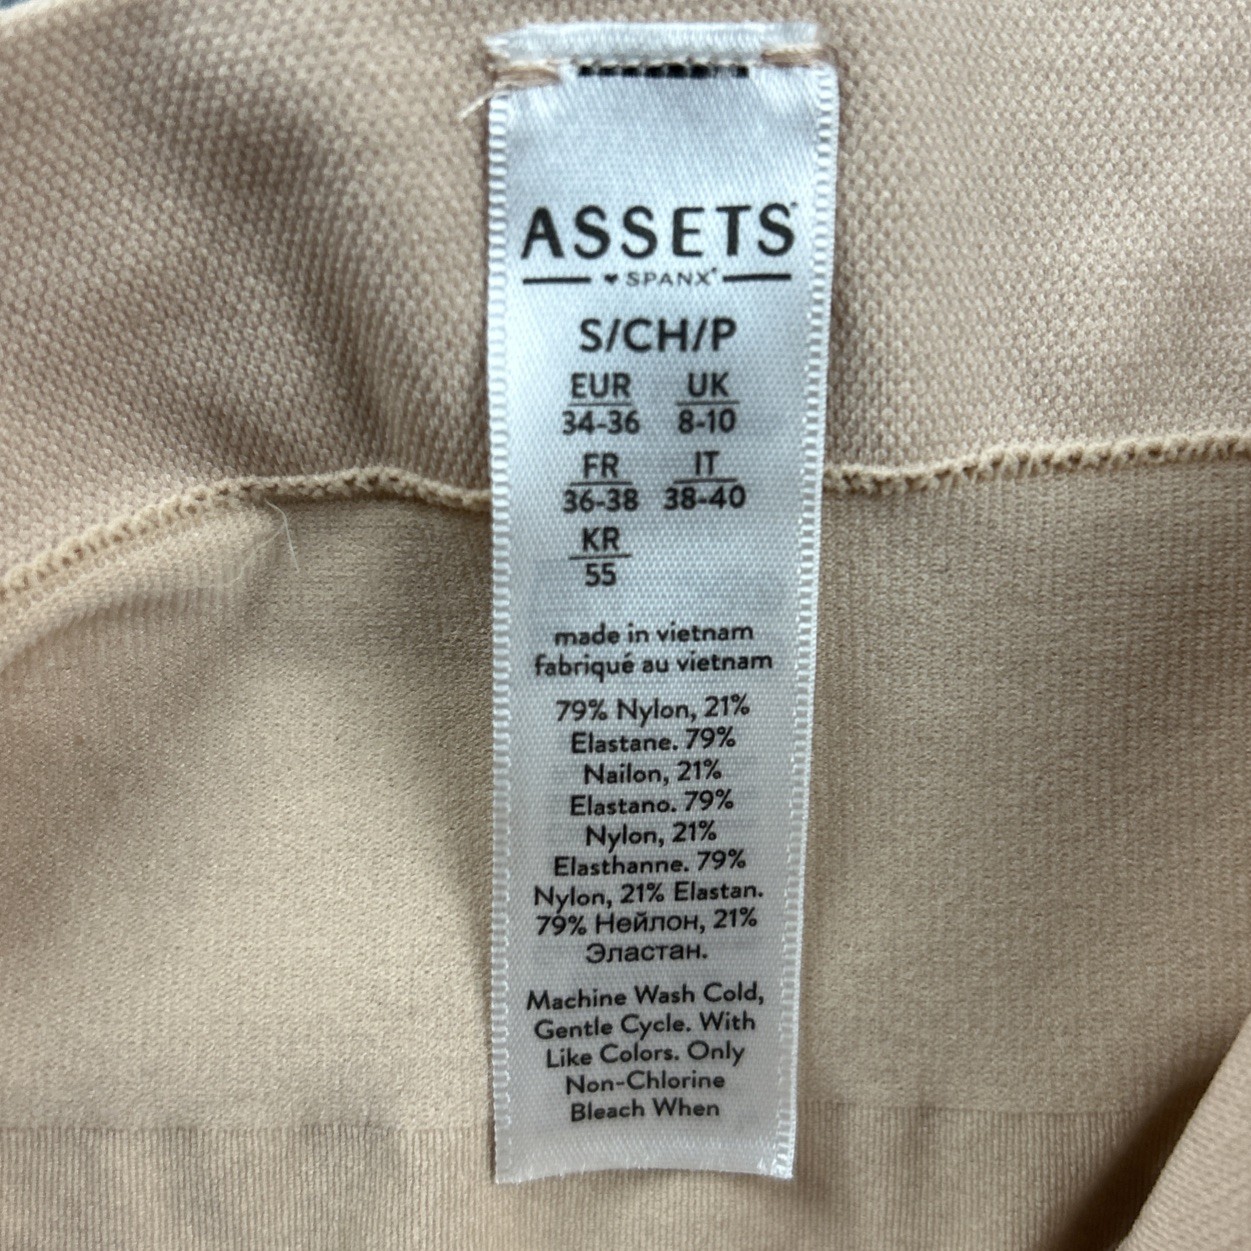 ASSETS
♥ SPANX®
S/CH/P
EUR UK
34-36 8-10
FR IT
36-38 38-40
KR
55
made in vietnam
fabriqué au vietnam
79% Nylon, 21%
Elastane. 79%
Nailon, 21%
Elastano. 79%
Nylon, 21%
Elasthanne. 79%
Nylon, 21% Elastan.
79% Нейлон, 21%
Эластан.
Machine Wash Cold,
Gentle Cycle. With
Like Colors. Only
Non-Chlorine
Bleach When